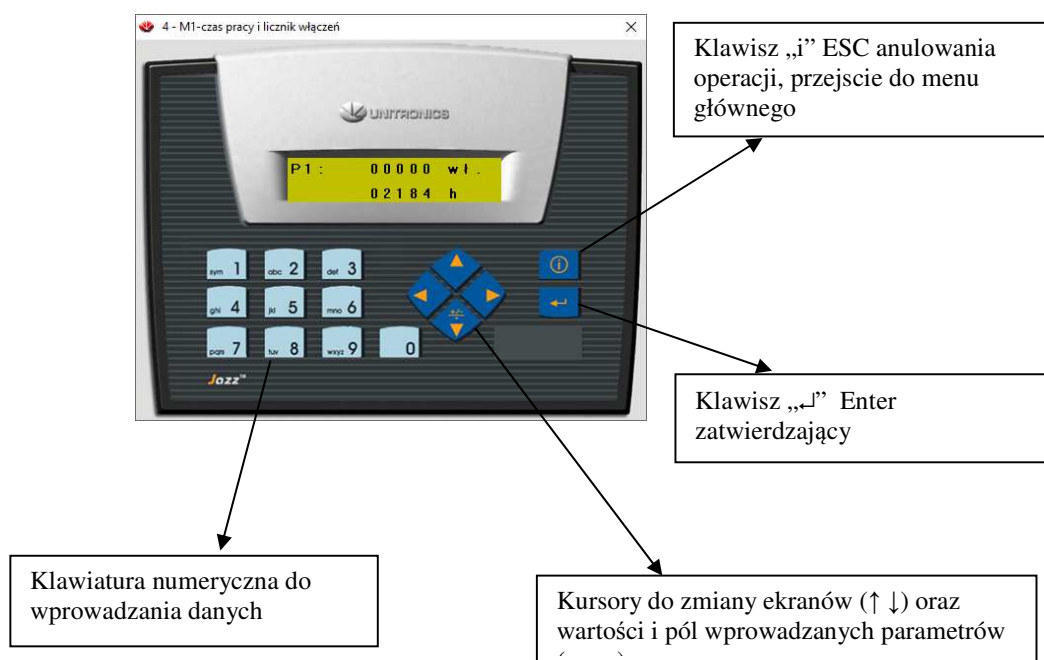 4 - M1-czas pracy i licznik włączeń
UNITRONICS
P1: 00000 wł.
02184 h
sym 1 abc 2 def 3
ghi 4 jkl 5 mno 6
pqrs 7 tuv 8 wxyz 9 0
Jazz™
Klawisz „i” ESC anulowania
operacji, przejscie do menu
głównego
Klawisz „↵” Enter
zatwierdzający
Klawiatura numeryczna do
wprowadzania danych
Kursory do zmiany ekranów (↑ ↓) oraz
wartości i pól wprowadzanych parametrów